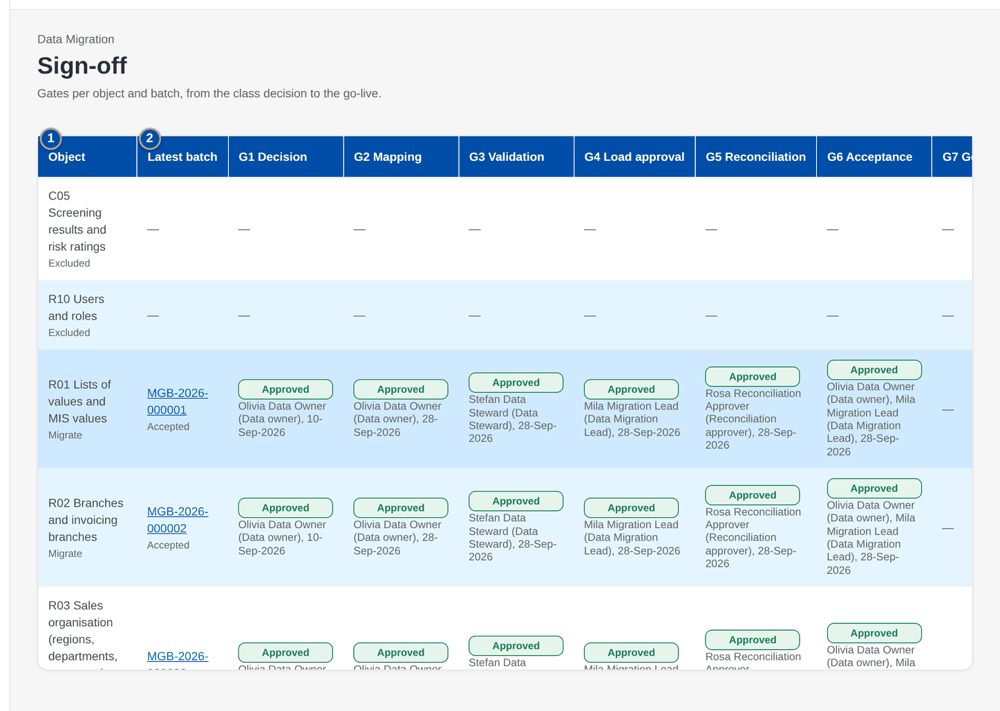 Data Migration
Sign-off
Gates per object and batch, from the class decision to the go-live.
1
2
Object
Latest batch
G1 Decision
G2 Mapping
G3 Validation
G4 Load approval
G5 Reconciliation
G6 Acceptance
G7
C05
Screening
results and
risk ratings
Excluded
—
—
—
—
—
—
—
—
R10 Users
and roles
Excluded
—
—
—
—
—
—
—
—
R01 Lists of
values and
MIS values
Migrate
MGB-2026-
000001
Accepted
Approved
Olivia Data Owner
(Data owner), 10-
Sep-2026
Approved
Olivia Data Owner
(Data owner), 28-
Sep-2026
Approved
Stefan Data
Steward (Data
Steward), 28-Sep-
2026
Approved
Mila Migration Lead
(Data Migration
Lead), 28-Sep-2026
Approved
Rosa Reconciliation
Approver
(Reconciliation
approver), 28-Sep-
2026
Approved
Olivia Data Owner
(Data owner), Mila
Migration Lead
(Data Migration
Lead), 28-Sep-
2026
—
R02 Branches
and invoicing
branches
Migrate
MGB-2026-
000002
Accepted
Approved
Olivia Data Owner
(Data owner), 10-
Sep-2026
Approved
Olivia Data Owner
(Data owner), 28-
Sep-2026
Approved
Stefan Data
Steward (Data
Steward), 28-Sep-
2026
Approved
Mila Migration Lead
(Data Migration
Lead), 28-Sep-2026
Approved
Rosa Reconciliation
Approver
(Reconciliation
approver), 28-Sep-
2026
Approved
Olivia Data Owner
(Data owner), Mila
Migration Lead
(Data Migration
Lead), 28-Sep-
2026
—
R03 Sales
organisation
(regions,
departments,
MGB-2026-
Approved
Olivia Data Owner
Approved
Olivia Data Owner
Approved
Stefan Data
Approved
Mila Migration Lead
Approved
Rosa Reconciliation
Approver
Approved
Olivia Data Owner
(Data owner), Mila